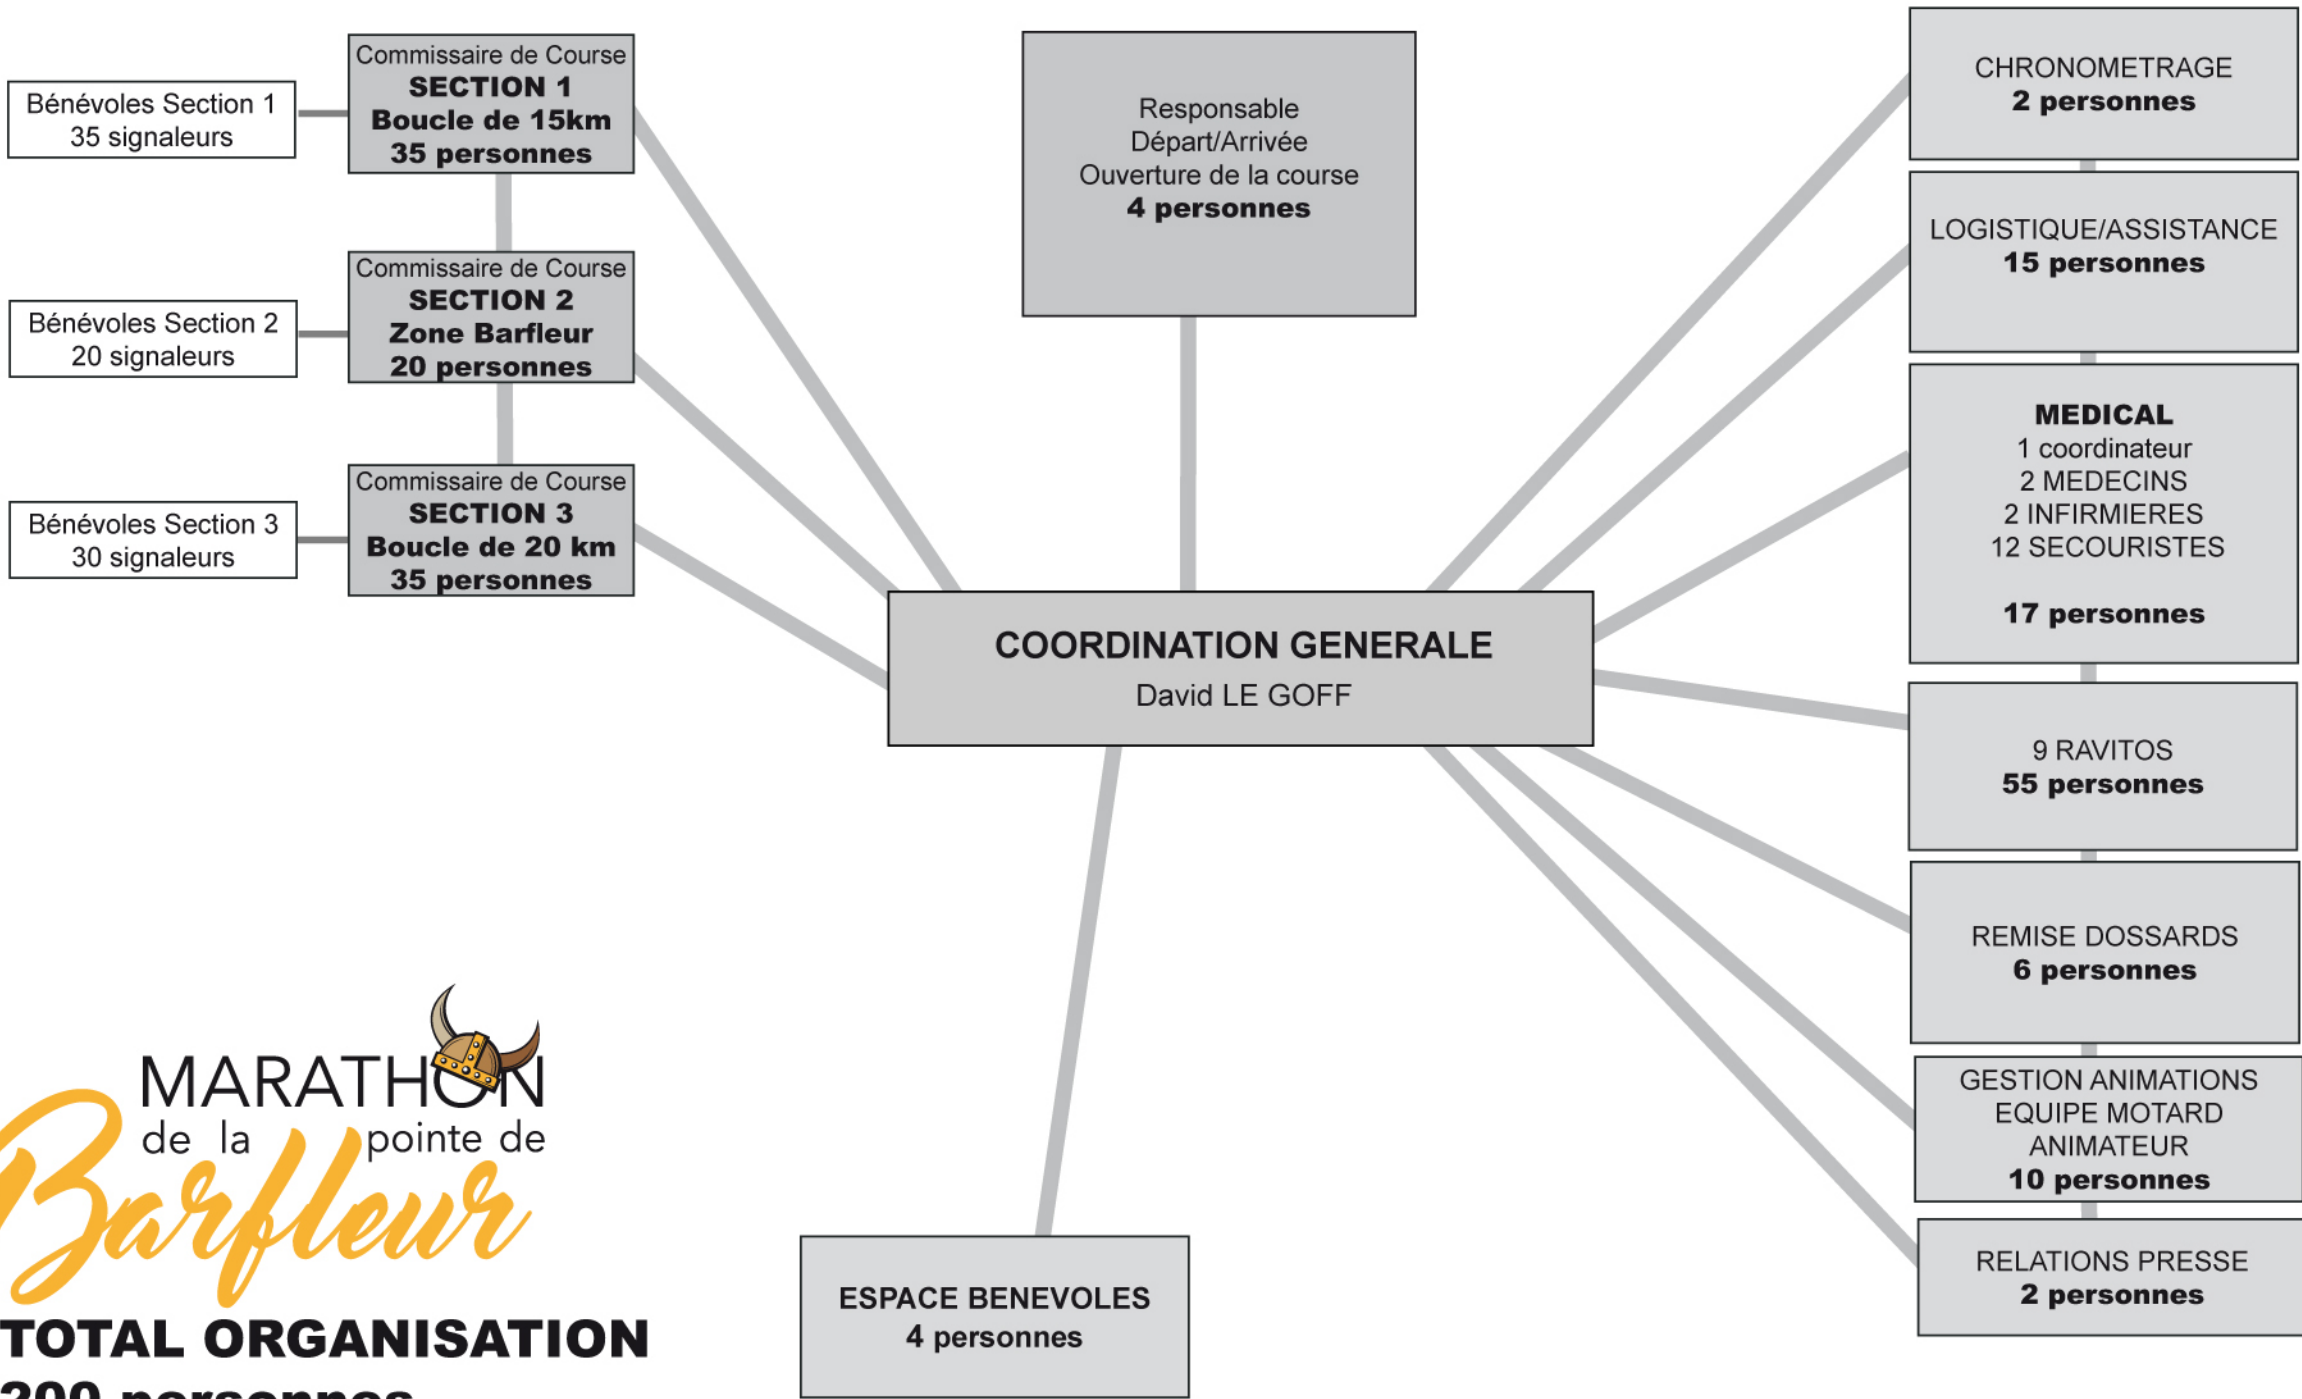 Bénévoles Section 1
35 signaleurs
Commissaire de Course
SECTION 1
Boucle de 15km
35 personnes
Bénévoles Section 2
20 signaleurs
Commissaire de Course
SECTION 2
Zone Barfleur
20 personnes
Bénévoles Section 3
30 signaleurs
Commissaire de Course
SECTION 3
Boucle de 20 km
35 personnes
Responsable
Départ/Arrivée
Ouverture de la course
4 personnes
COORDINATION GENERALE
David LE GOFF
CHRONOMETRAGE
2 personnes
LOGISTIQUE/ASSISTANCE
15 personnes
MEDICAL
1 coordinateur
2 MEDECINS
2 INFIRMIERES
12 SECOURISTES
17 personnes
9 RAVITOS
55 personnes
REMISE DOSSARDS
6 personnes
GESTION ANIMATIONS
EQUIPE MOTARD
ANIMATEUR
10 personnes
RELATIONS PRESSE
2 personnes
ESPACE BENEVOLES
4 personnes
MARATHON
de la pointe de
Barfleur
TOTAL ORGANISATION
personnes